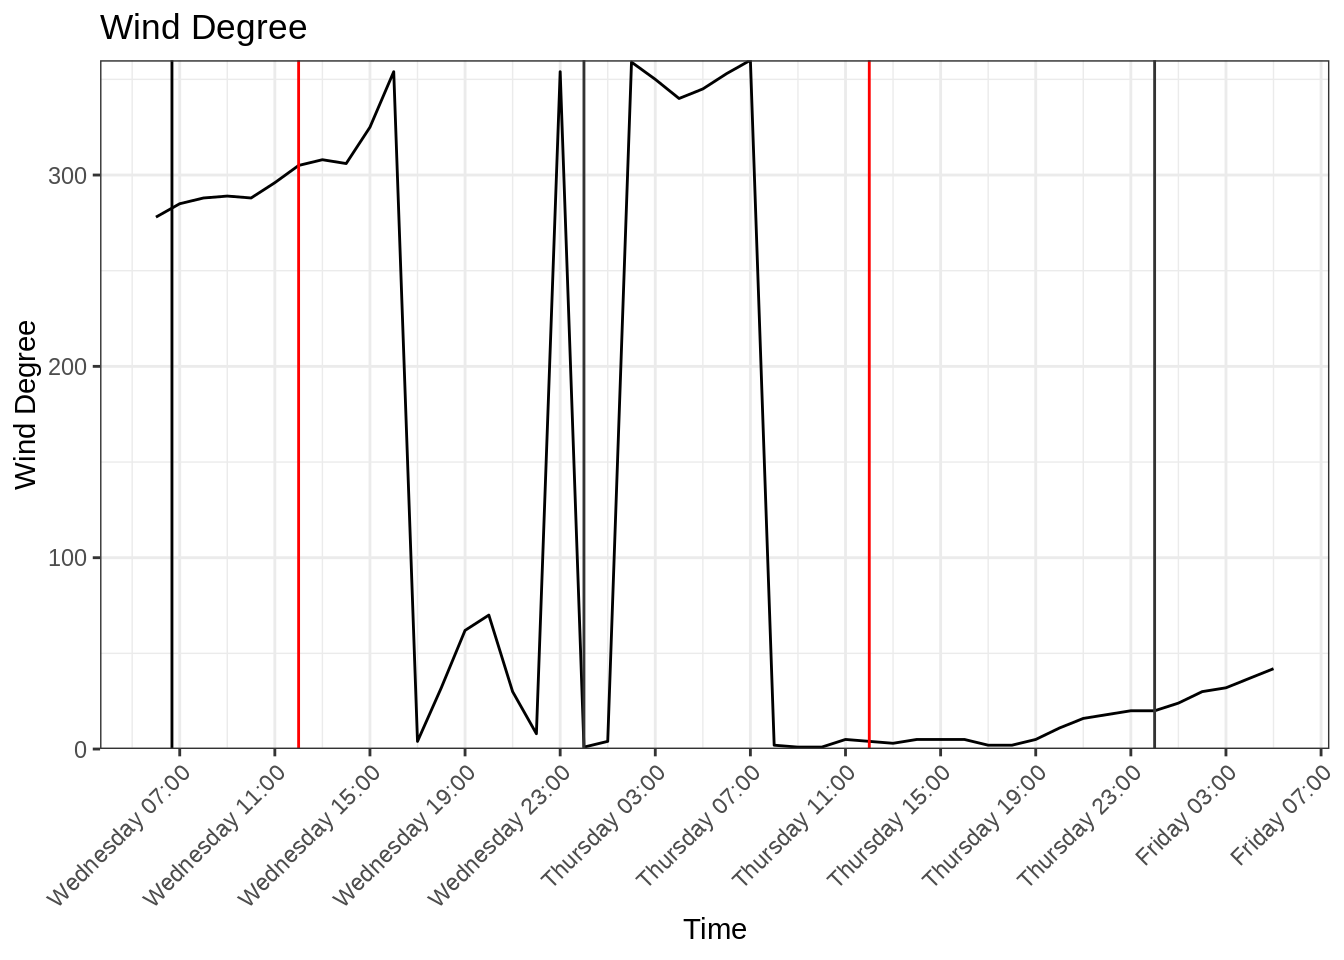 Wind Degree
Wind Degree
300
200
100
0
Wednesday 07:00
Wednesday 11:00
Wednesday 15:00
Wednesday 19:00
Wednesday 23:00
Thursday 03:00
Thursday 07:00
Thursday 11:00
Thursday 15:00
Thursday 19:00
Thursday 23:00
Friday 03:00
Friday 07:00
Time